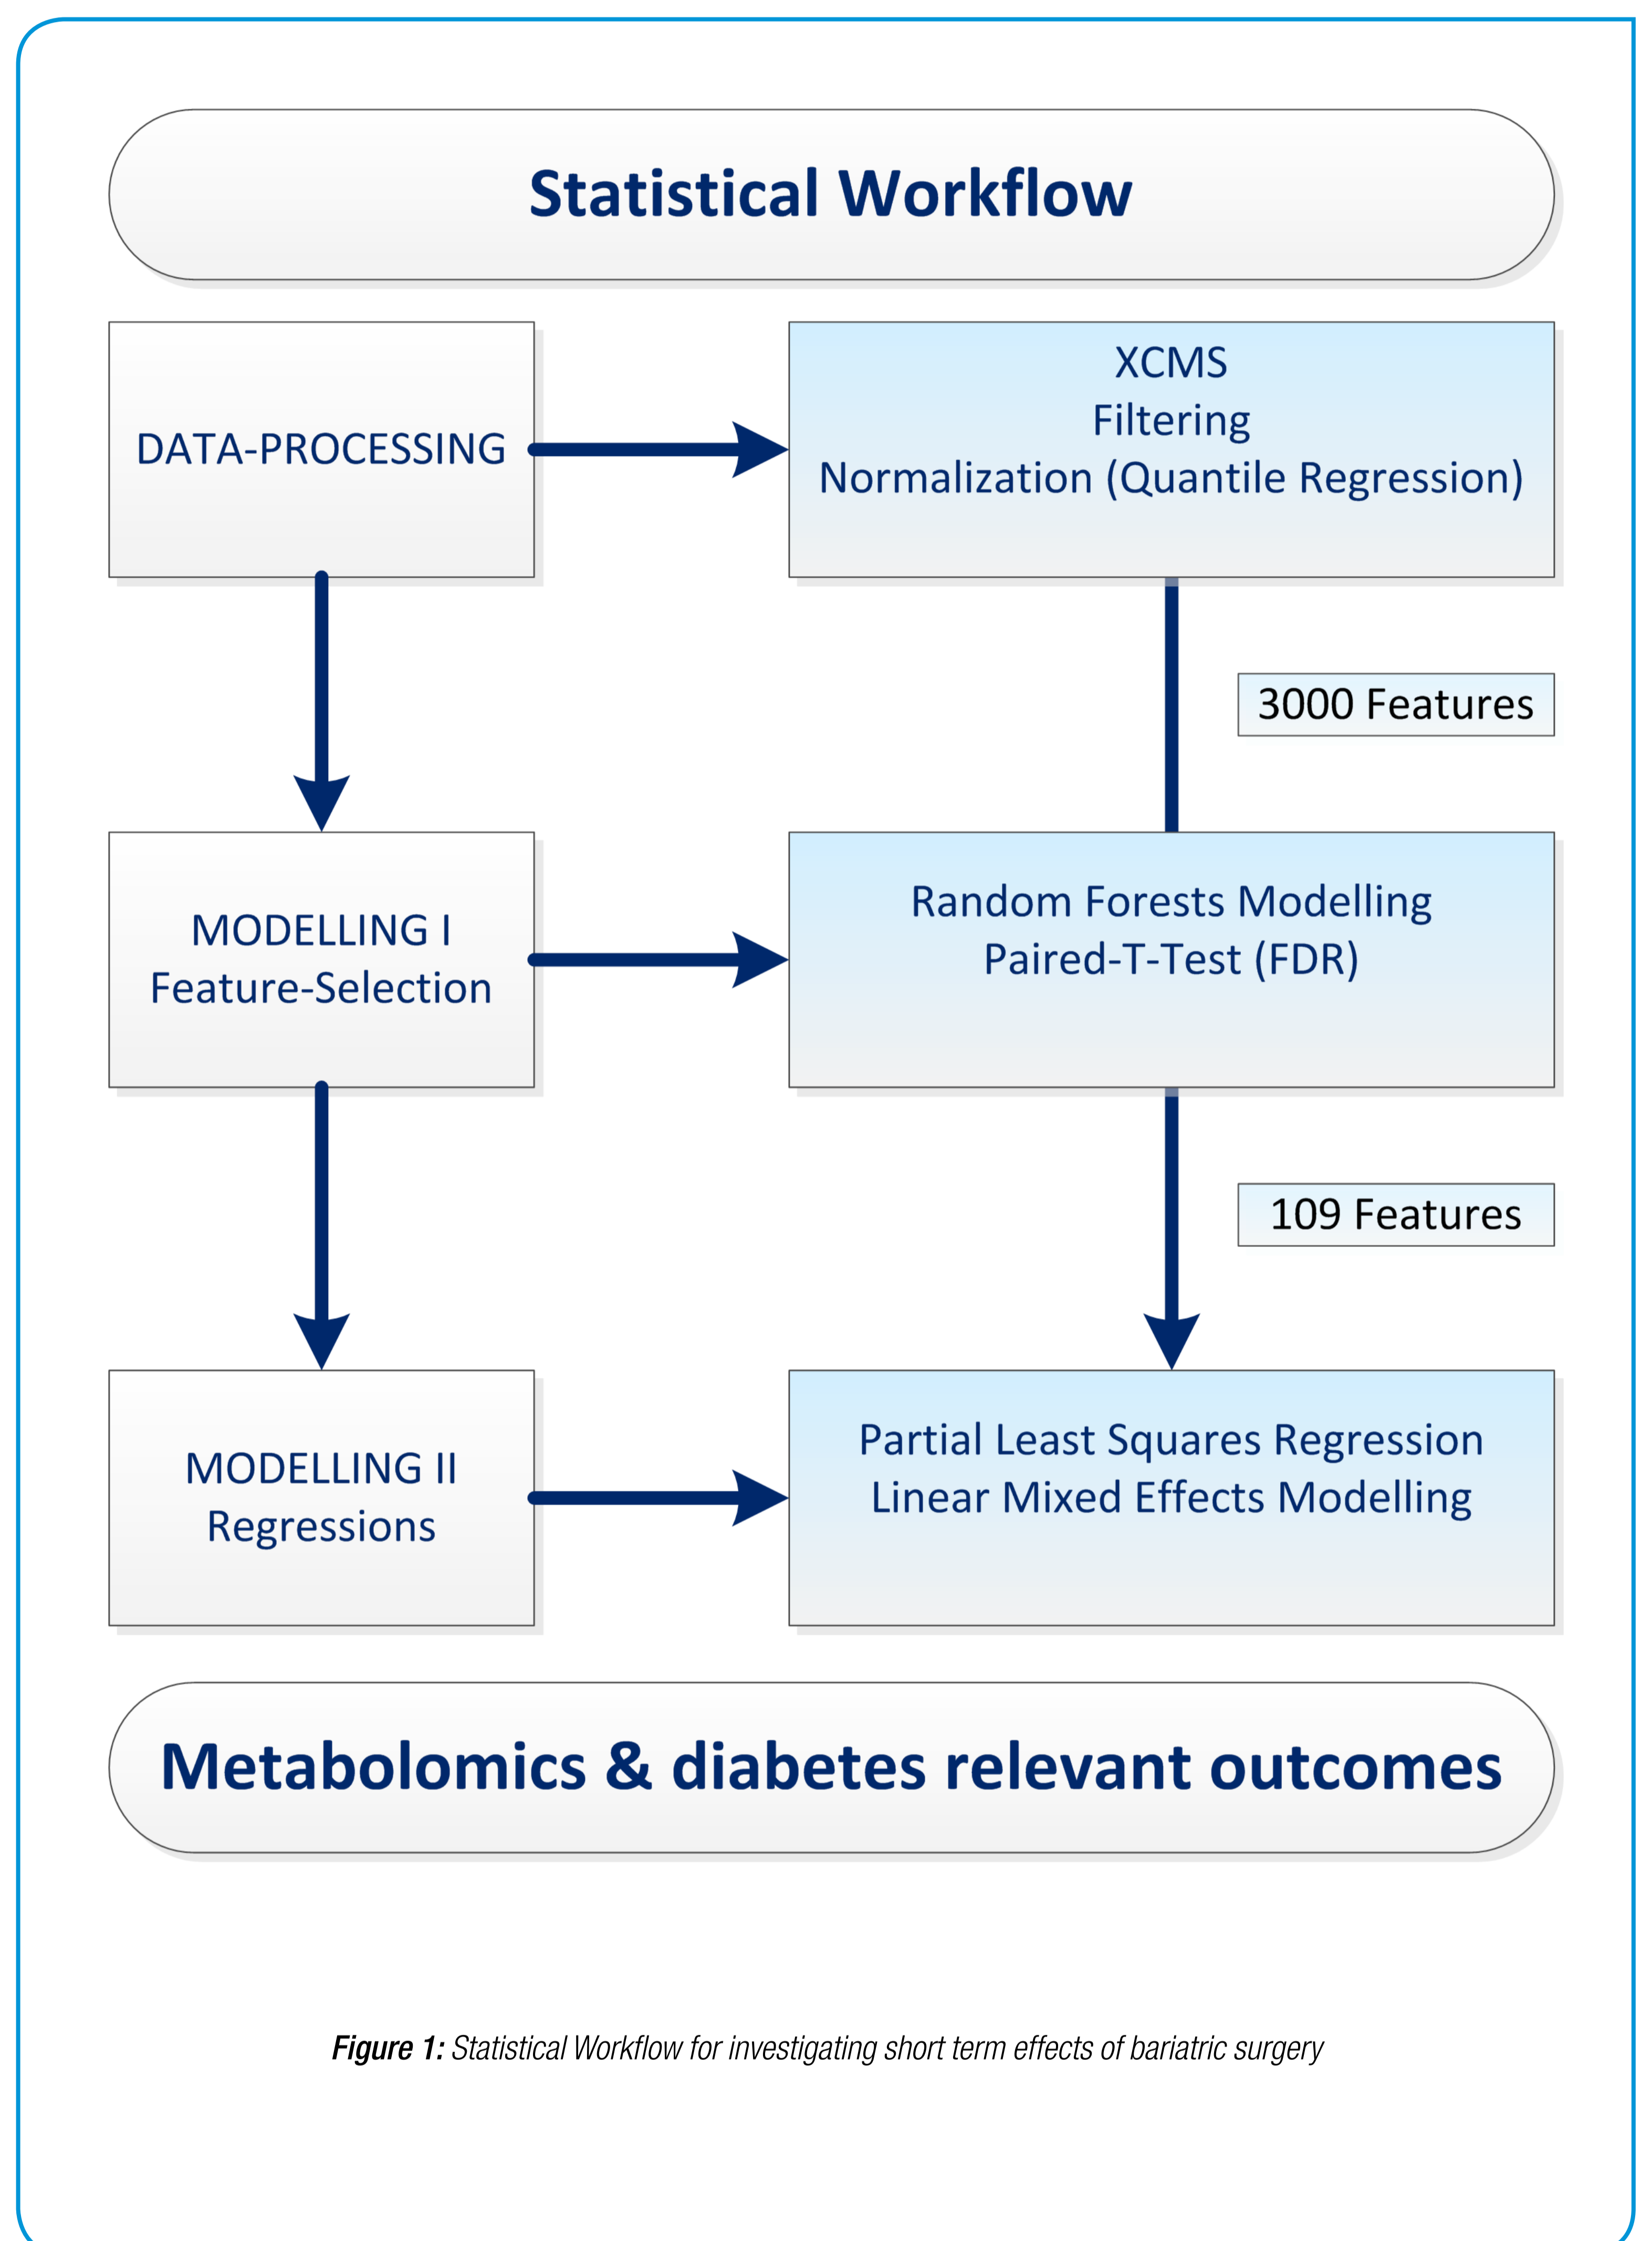 Statistical Workflow
DATA-PROCESSING
XCMS
Filtering
Normalization (Quantile Regression)
3000 Features
MODELLING I
Feature-Selection
Random Forests Modelling
Paired-T-Test (FDR)
109 Features
MODELLING II
Regressions
Partial Least Squares Regression
Linear Mixed Effects Modelling
Metabolomics & diabetes relevant outcomes
Figure 1: Statistical Workflow for investigating short term effects of bariatric surgery